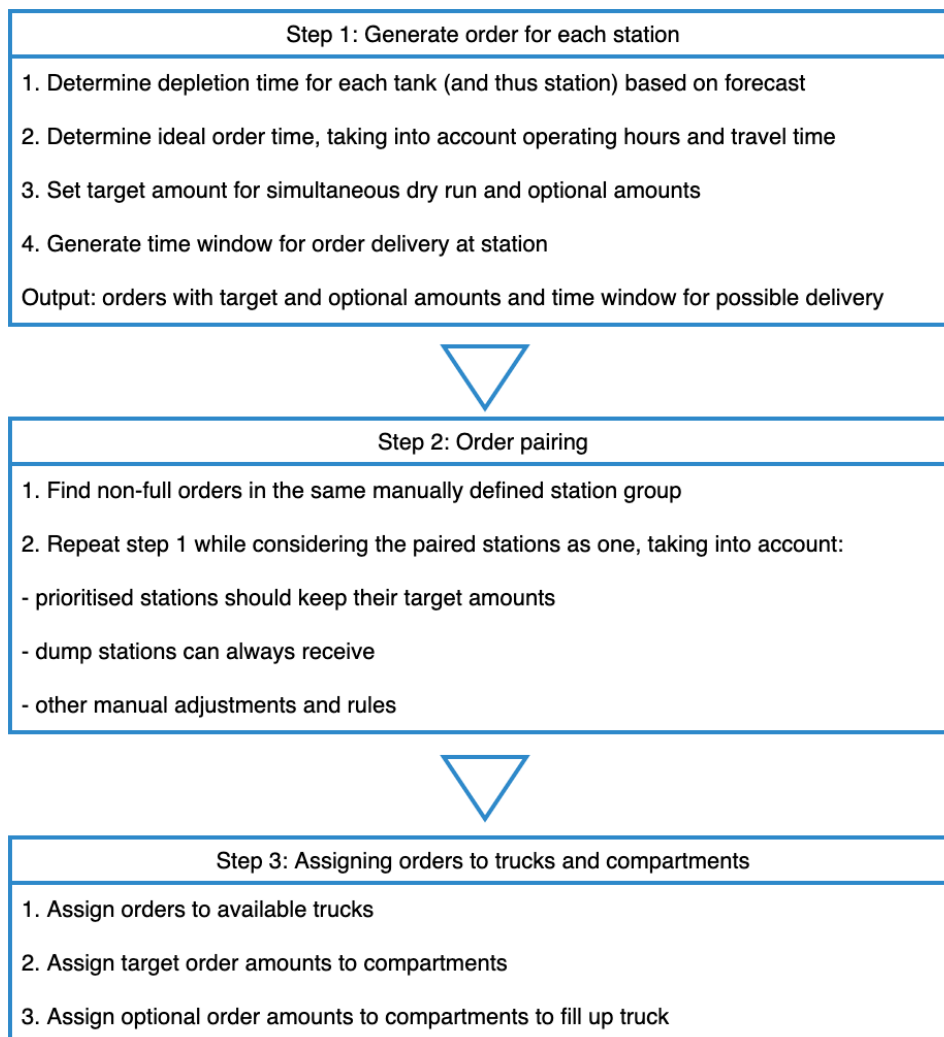 Step 1: Generate order for each station
1. Determine depletion time for each tank (and thus station) based on forecast
2. Determine ideal order time, taking into account operating hours and travel time
3. Set target amount for simultaneous dry run and optional amounts
4. Generate time window for order delivery at station
Output: orders with target and optional amounts and time window for possible delivery
Step 2: Order pairing
1. Find non-full orders in the same manually defined station group
2. Repeat step 1 while considering the paired stations as one, taking into account:
- prioritised stations should keep their target amounts
- dump stations can always receive
- other manual adjustments and rules
Step 3: Assigning orders to trucks and compartments
1. Assign orders to available trucks
2. Assign target order amounts to compartments
3. Assign optional order amounts to compartments to fill up truck